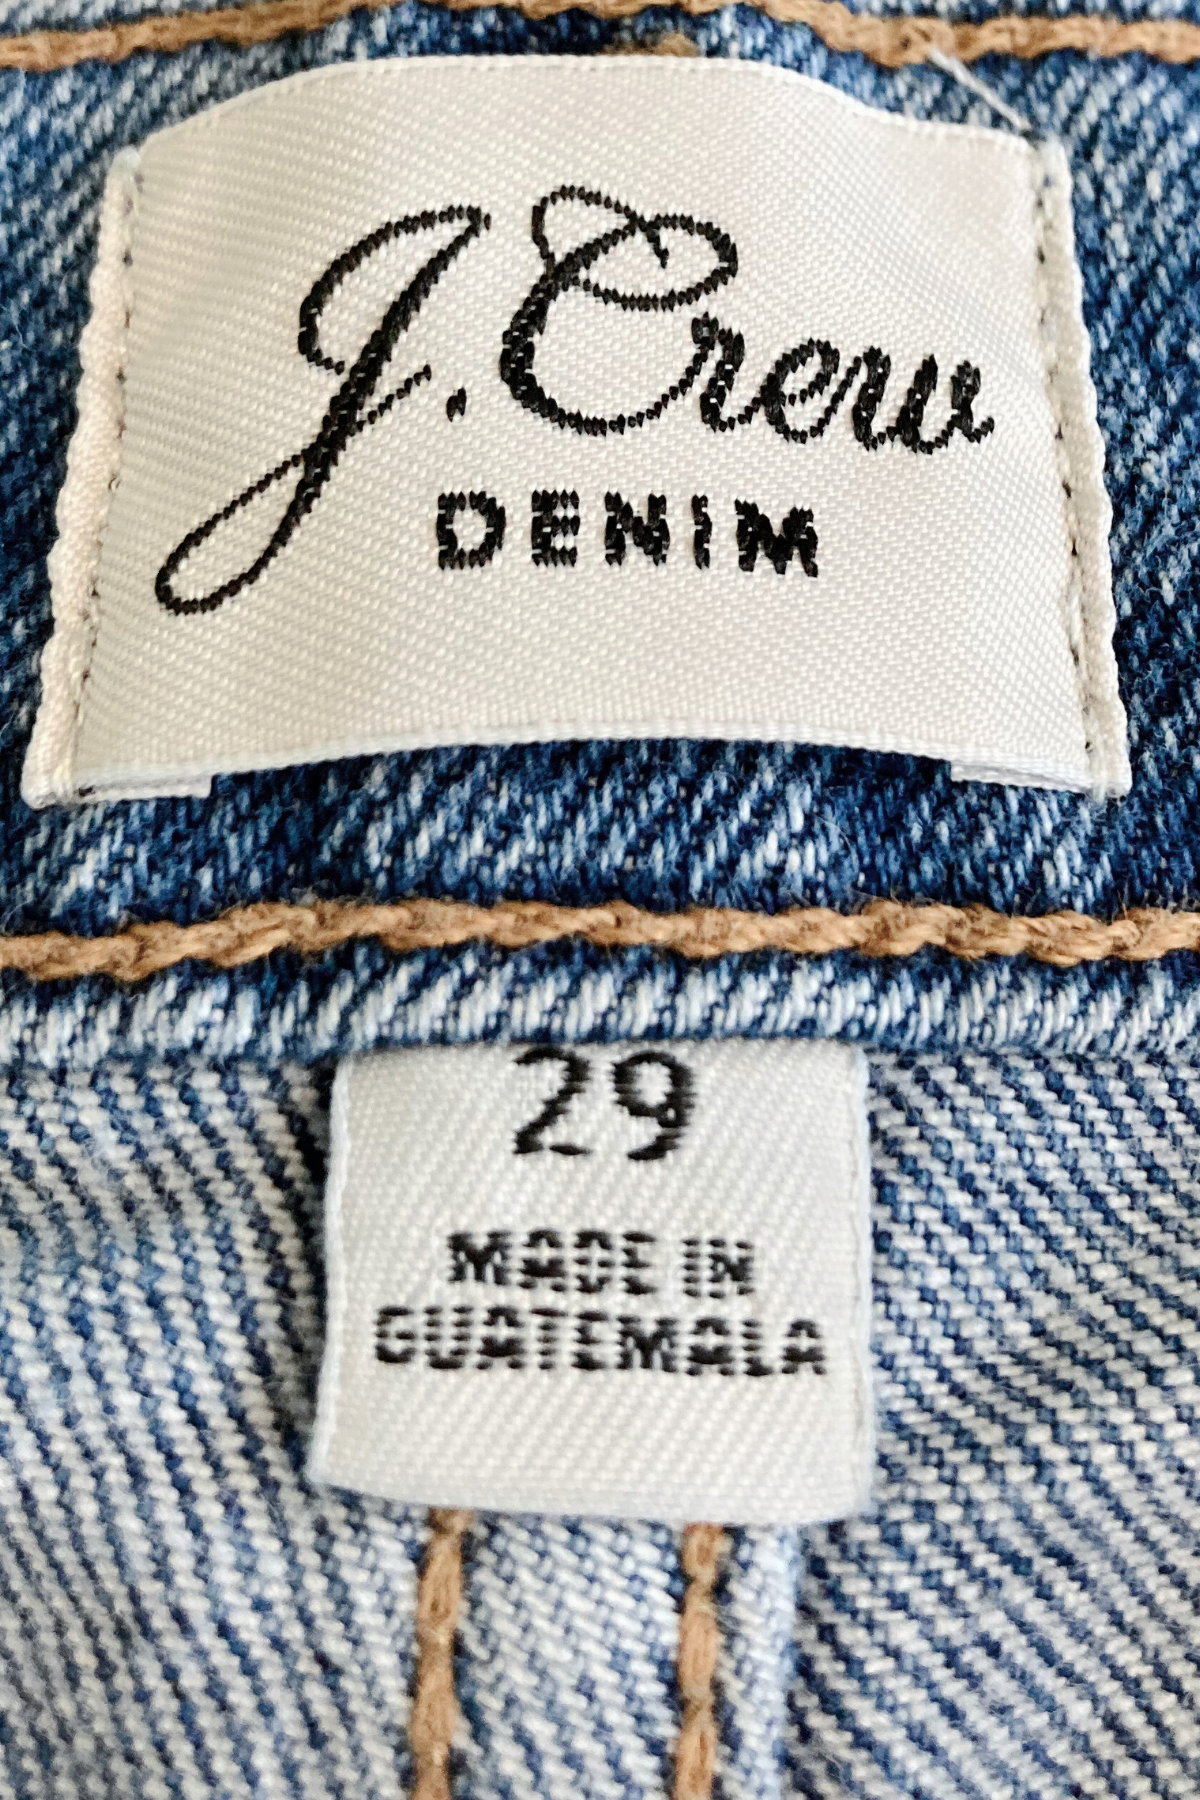 J. Crew
DENIM
29
MADE IN
GUATEMALA